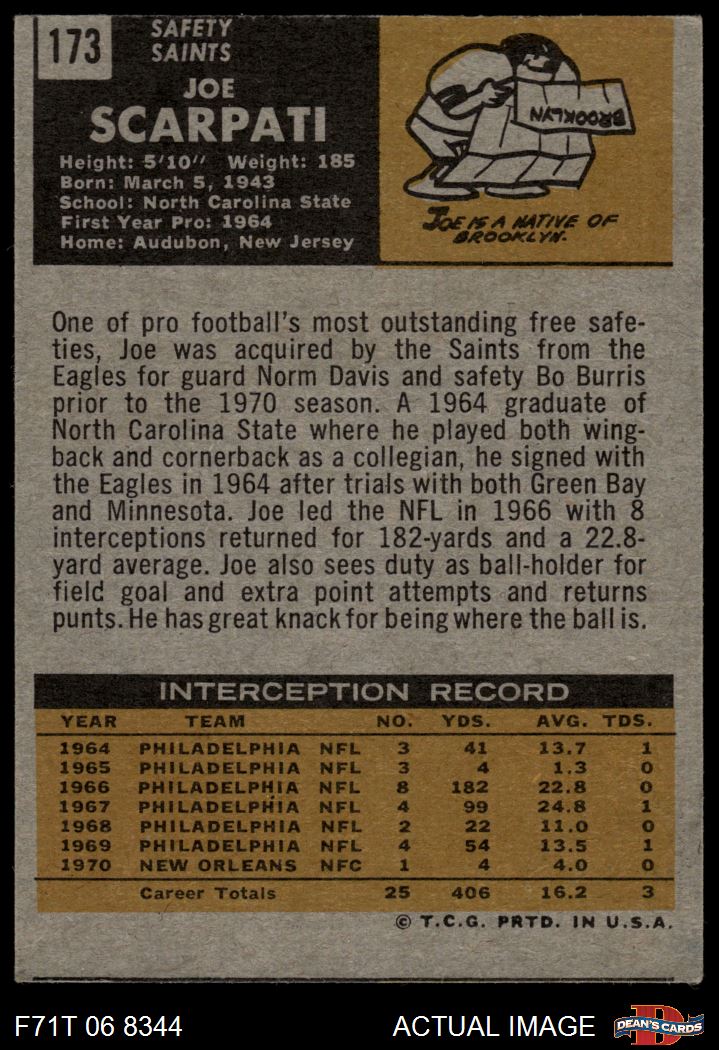 173
SAFETY
SAINTS
JOE
SCARPATI
Height: 5'10" Weight: 185
Born: March 5, 1943
School: North Carolina State
First Year Pro: 1964
Home: Audubon, New Jersey
BROOKLYN
JOE IS A NATIVE OF
BROOKLYN.
One of pro football's most outstanding free safe-
ties, Joe was acquired by the Saints from the
Eagles for guard Norm Davis and safety Bo Burris
prior to the 1970 season. A 1964 graduate of
North Carolina State where he played both wing-
back and cornerback as a collegian, he signed with
the Eagles in 1964 after trials with both Green Bay
and Minnesota. Joe led the NFL in 1966 with 8
interceptions returned for 182-yards and a 22.8-
yard average. Joe also sees duty as ball-holder for
field goal and extra point attempts and returns
punts. He has great knack for being where the ball is.
INTERCEPTION RECORD
YEAR TEAM NO. YDS. AVG. TDS.
1964 PHILADELPHIA NFL 3 41 13.7 1
1965 PHILADELPHIA NFL 3 4 1.3 0
1966 PHILADELPHIA NFL 8 182 22.8 0
1967 PHILADELPHIA NFL 4 99 24.8 1
1968 PHILADELPHIA NFL 2 22 11.0 0
1969 PHILADELPHIA NFL 4 54 13.5 1
1970 NEW ORLEANS NFC 1 4 4.0 0
Career Totals 25 406 16.2 3
© T.C.G. PRTD. IN U.S.A.
F71T 06 8344 ACTUAL IMAGE D DEAN'S CARDS